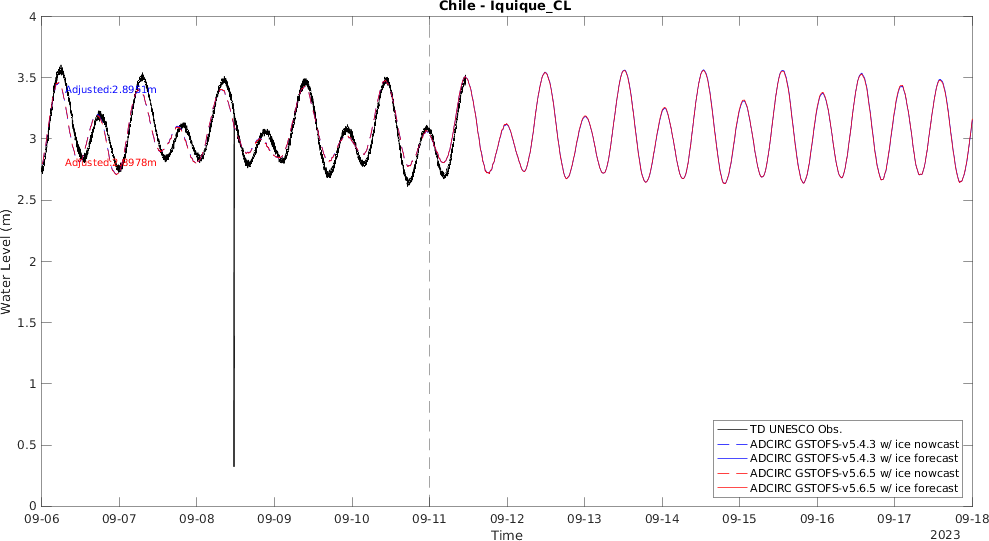 Chile - Iquique_CL
4
3.5
3
2.5
2
1.5
1
0.5
0
Water Level (m)
Adjusted:2.8951m
TD UNESCO Obs.
ADCIRC GSTOFS-v5.4.3 w/ ice nowcast
ADCIRC GSTOFS-v5.4.3 w/ ice forecast
ADCIRC GSTOFS-v5.6.5 w/ ice nowcast
ADCIRC GSTOFS-v5.6.5 w/ ice forecast
09-06 09-07 09-08 09-09 09-10 09-11 09-12 09-13 09-14 09-15 09-16 09-17 09-18
Time
2023